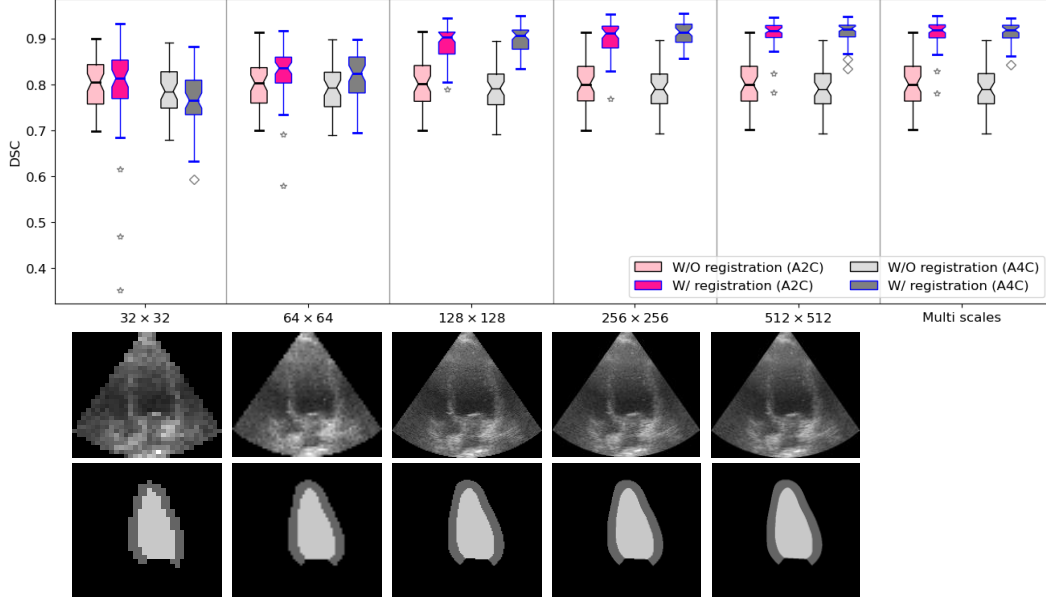 DSC
0.9
0.8
0.7
0.6
0.5
0.4
W/O registration (A2C) W/O registration (A4C)
W/ registration (A2C) W/ registration (A4C)
32 × 32 64 × 64 128 × 128 256 × 256 512 × 512 Multi scales